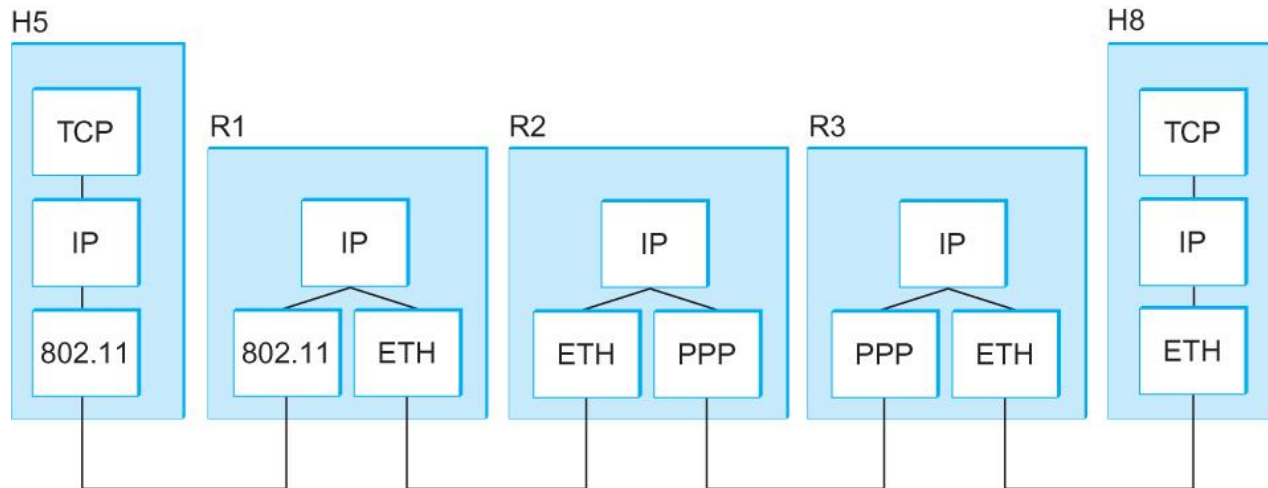 H5
H8
R1
R2
R3
TCP
TCP
IP
IP
IP
IP
IP
802.11
802.11
ETH
ETH
PPP
PPP
ETH
ETH